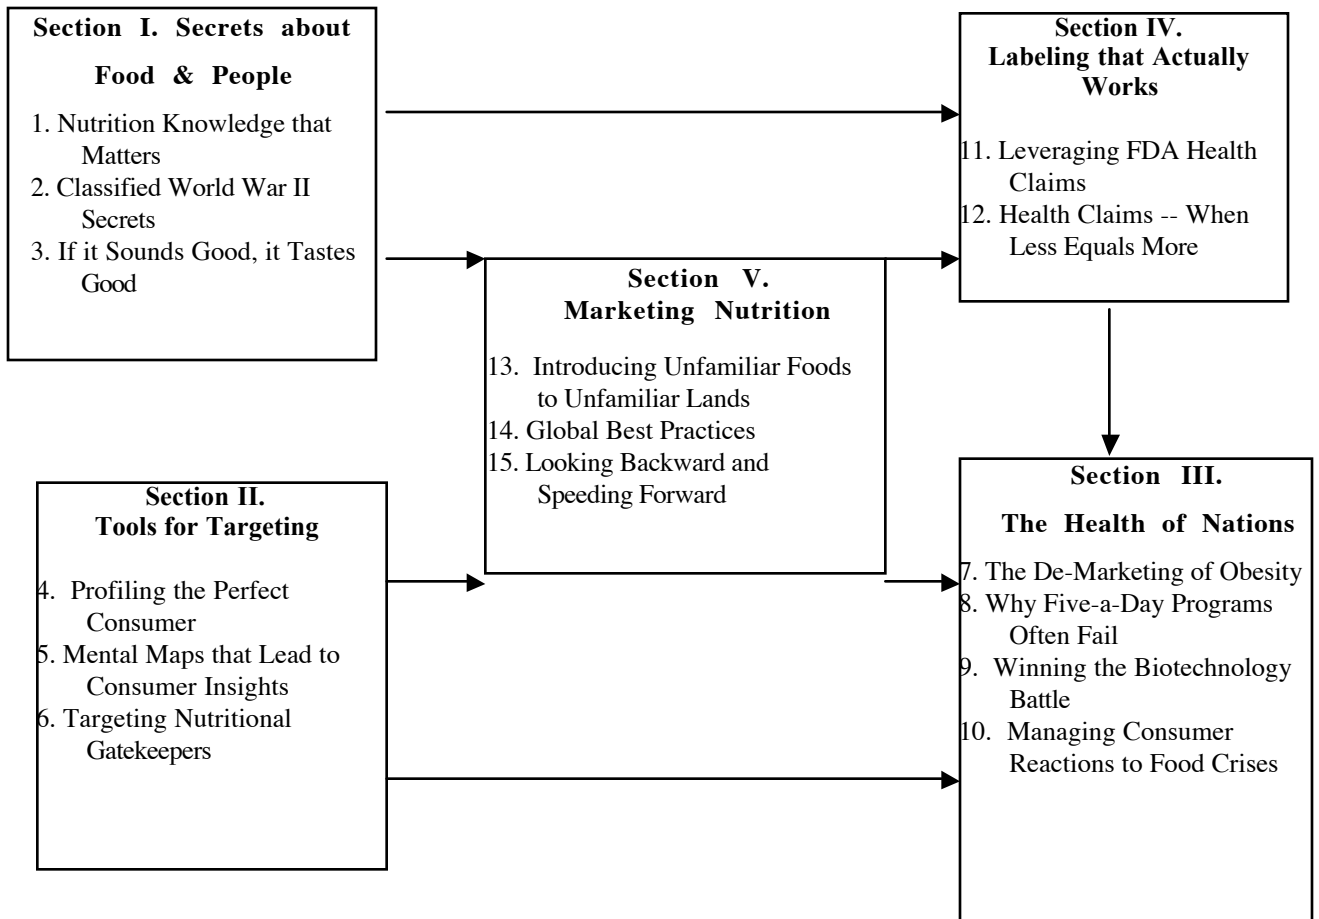 Section I. Secrets about
Food & People
1. Nutrition Knowledge that
Matters
2. Classified World War II
Secrets
3. If it Sounds Good, it Tastes
Good
Section II.
Tools for Targeting
4. Profiling the Perfect
Consumer
5. Mental Maps that Lead to
Consumer Insights
6. Targeting Nutritional
Gatekeepers
Section V.
Marketing Nutrition
13. Introducing Unfamiliar Foods
to Unfamiliar Lands
14. Global Best Practices
15. Looking Backward and
Speeding Forward
Section IV.
Labeling that Actually
Works
11. Leveraging FDA Health
Claims
12. Health Claims -- When
Less Equals More
Section III.
The Health of Nations
7. The De-Marketing of Obesity
8. Why Five-a-Day Programs
Often Fail
9. Winning the Biotechnology
Battle
10. Managing Consumer
Reactions to Food Crises